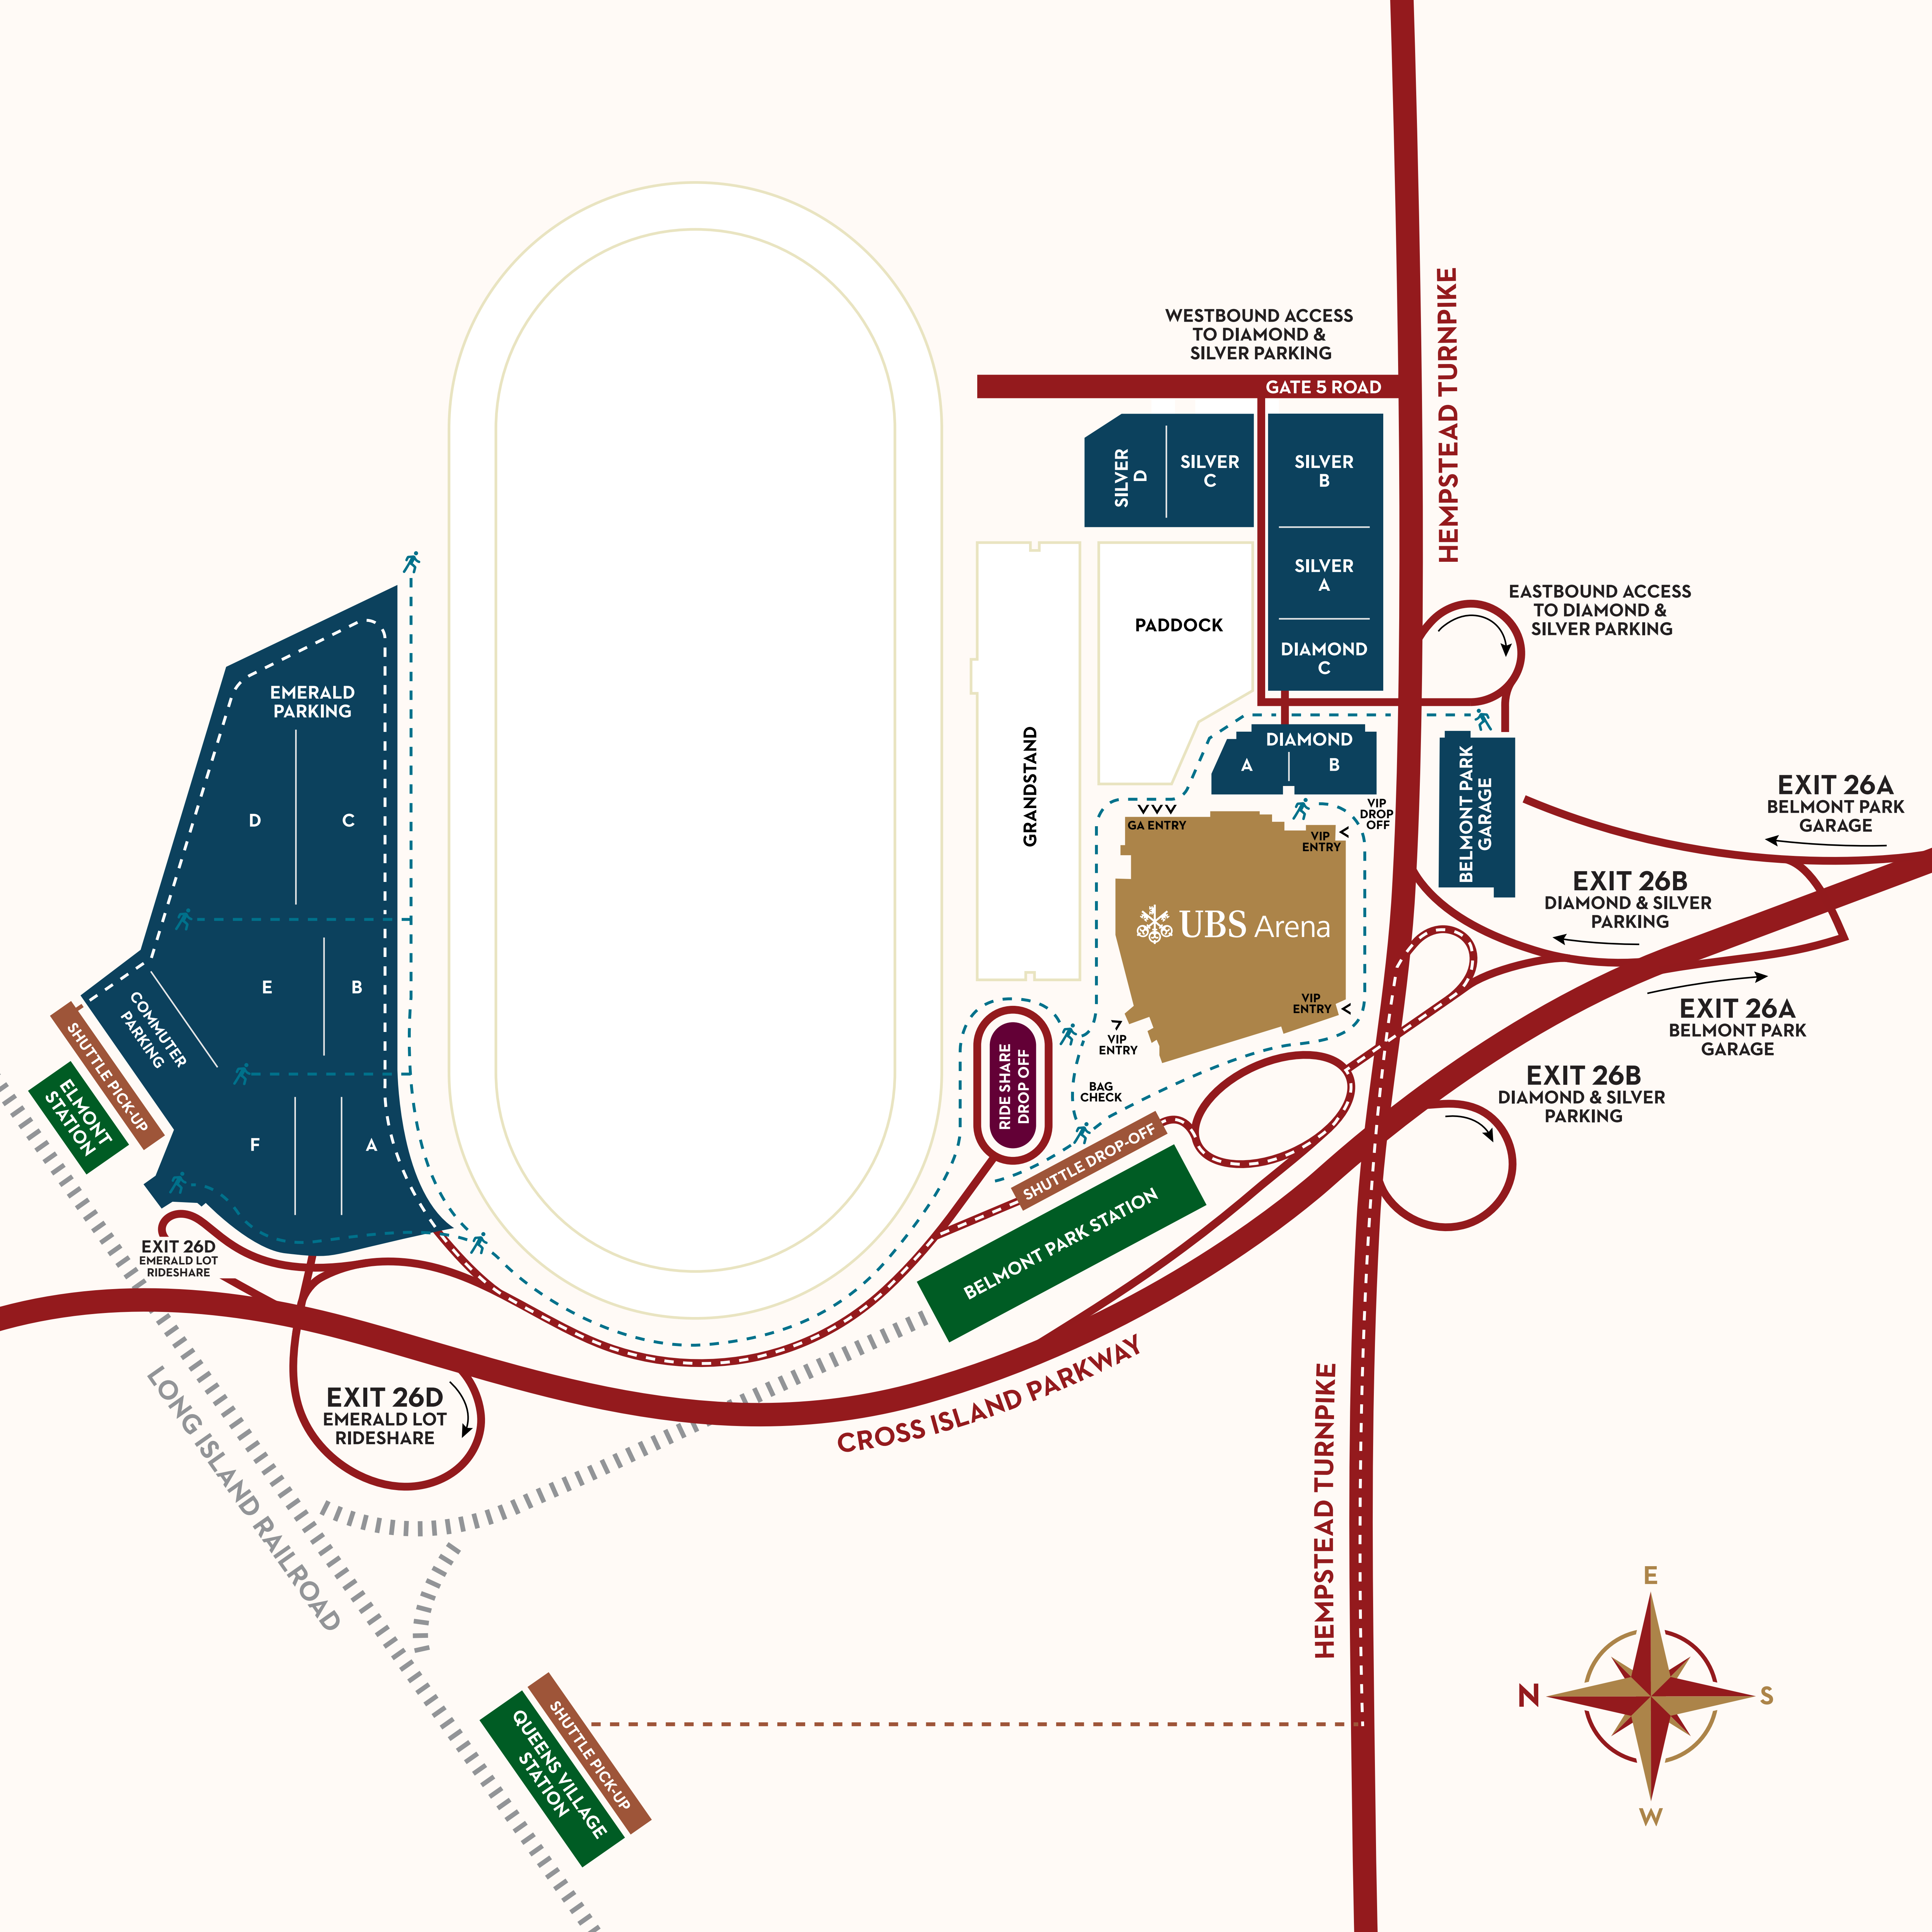 WESTBOUND ACCESS
TO DIAMOND &
SILVER PARKING
GATE 5 ROAD
HEMPSTEAD TURNPIKE
SILVER
D
SILVER
C
SILVER
B
SILVER
A
DIAMOND
C
PADDOCK
GRANDSTAND
EASTBOUND ACCESS
TO DIAMOND &
SILVER PARKING
EMERALD
PARKING
D
C
E
B
F
A
COMMUTER
PARKING
SHUTTLE PICK-UP
ELMONT
STATION
DIAMOND
A
B
BELMONT PARK
GARAGE
EXIT 26A
BELMONT PARK
GARAGE
VIP
DROP
OFF
GA ENTRY
VIP
ENTRY
UBS Arena
VIP
ENTRY
VIP
ENTRY
EXIT 26B
DIAMOND & SILVER
PARKING
EXIT 26A
BELMONT PARK
GARAGE
EXIT 26B
DIAMOND & SILVER
PARKING
RIDE SHARE
DROP OFF
BAG
CHECK
SHUTTLE DROP-OFF
BELMONT PARK STATION
EXIT 26D
EMERALD LOT
RIDESHARE
EXIT 26D
EMERALD LOT
RIDESHARE
CROSS ISLAND PARKWAY
LONG ISLAND RAILROAD
HEMPSTEAD TURNPIKE
SHUTTLE PICK-UP
QUEENS VILLAGE
STATION
E
N
S
W